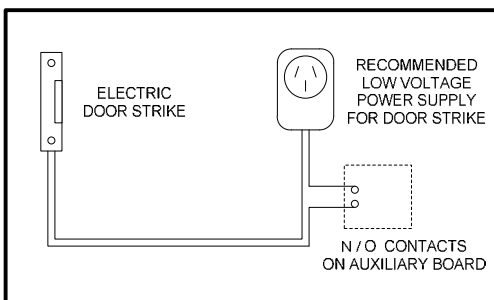 ELECTRIC
DOOR STRIKE
RECOMMENDED
LOW VOLTAGE
POWER SUPPLY
FOR DOOR STRIKE
N / O CONTACTS
ON AUXILIARY BOARD